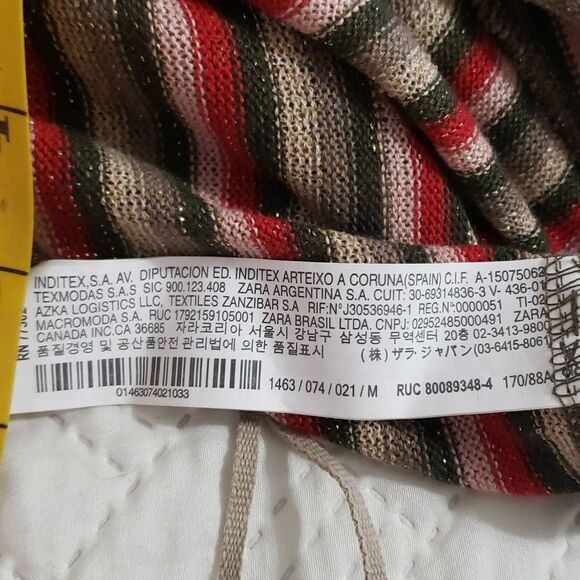 INDITEX,S.A. AV. DIPUTACION ED. INDITEX ARTEIXO A CORUNA(SPAIN) C.I.F. A-15075062
TEXMODAS S.A.S SIC 900.123.408 ZARA ARGENTINA S.A. CUIT: 30-69314836-3 V- 436-01
AZKA LOGISTICS LLC, TEXTILES ZANZIBAR S.A RIF:N°J30536946-1 REG.N°0000051 TI-02
MACROMODA S.A. RUC 1792159105001 ZARA BRASIL LTDA. CNPJ: 02952485000491 ZARA
CANADA INC.CA 36685 자라코리아 서울시 강남구 삼성동 무역센터 20층 02-3413-9800
품질경영 및 공산품안전 관리법에 의한 품질표시 (株) ザラ・ジャパン (03-6415-8061
01463074021033
1463 / 074 / 021 / M RUC 80089348-4 170/88A
RN 77302